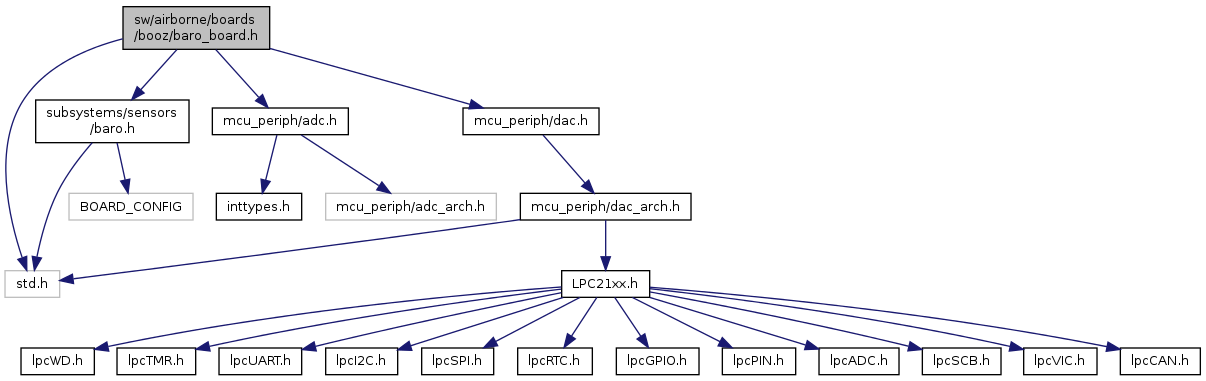 sw/airborne/boards
/booz/baro_board.h
subsystems/sensors
/baro.h
mcu_periph/adc.h
mcu_periph/dac.h
BOARD_CONFIG
inttypes.h
mcu_periph/adc_arch.h
mcu_periph/dac_arch.h
std.h
LPC21xx.h
lpcWD.h
lpcTMR.h
lpcUART.h
lpcI2C.h
lpcSPI.h
lpcRTC.h
lpcGPIO.h
lpcPIN.h
lpcADC.h
lpcSCB.h
lpcVIC.h
lpcCAN.h